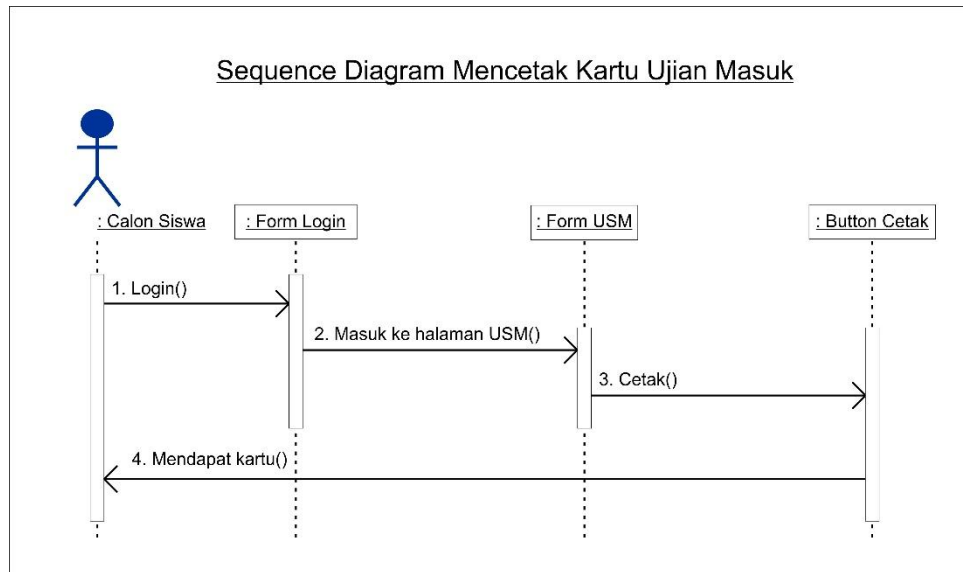 Sequence Diagram Mencetak Kartu Ujian Masuk
: Calon Siswa
: Form Login
: Form USM
: Button Cetak
1. Login()
2. Masuk ke halaman USM()
3. Cetak()
4. Mendapat kartu()